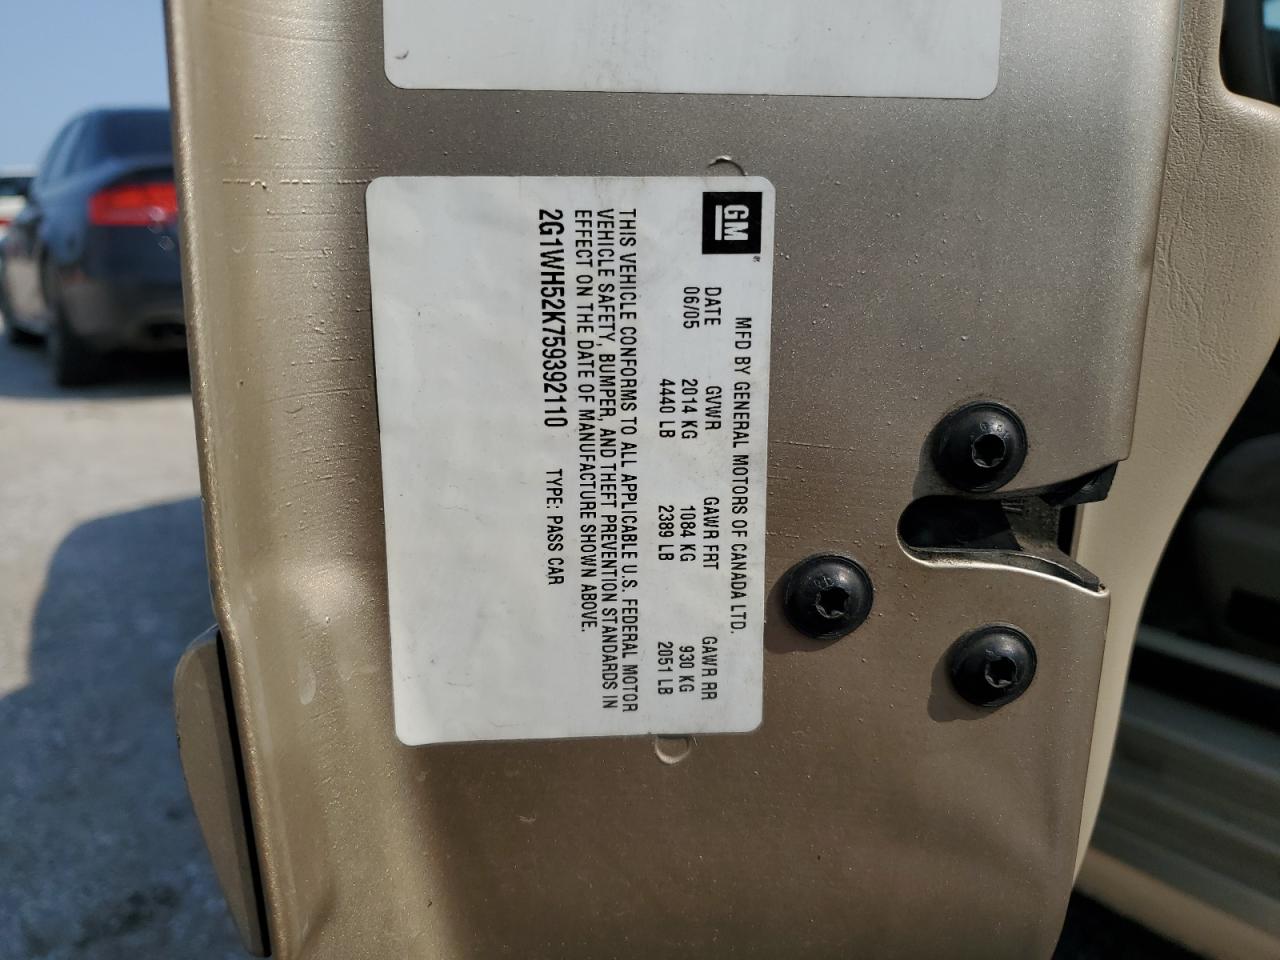 GM
MFD BY GENERAL MOTORS OF CANADA LTD.
DATE GVWR GAWR FRT GAWR RR
06/05 2014 KG 1084 KG 930 KG
4440 LB 2389 LB 2051 LB
THIS VEHICLE CONFORMS TO ALL APPLICABLE U.S. FEDERAL MOTOR
VEHICLE SAFETY, BUMPER, AND THEFT PREVENTION STANDARDS IN
EFFECT ON THE DATE OF MANUFACTURE SHOWN ABOVE.
2G1WH52K759392110 TYPE: PASS CAR